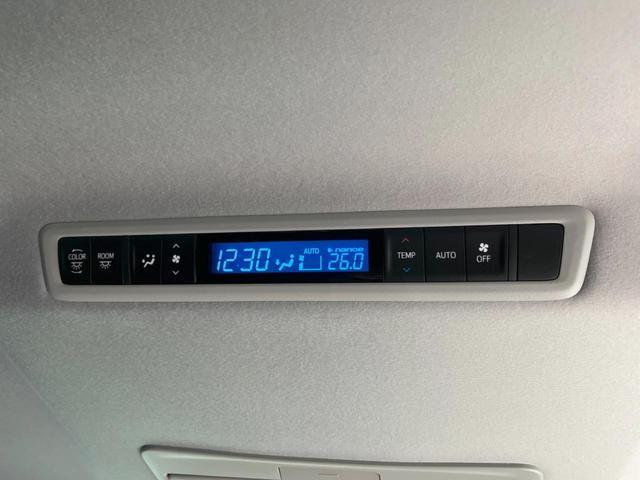 COLOR
ROOM
12:30
AUTO
nanoe
26.0
TEMP
AUTO
OFF